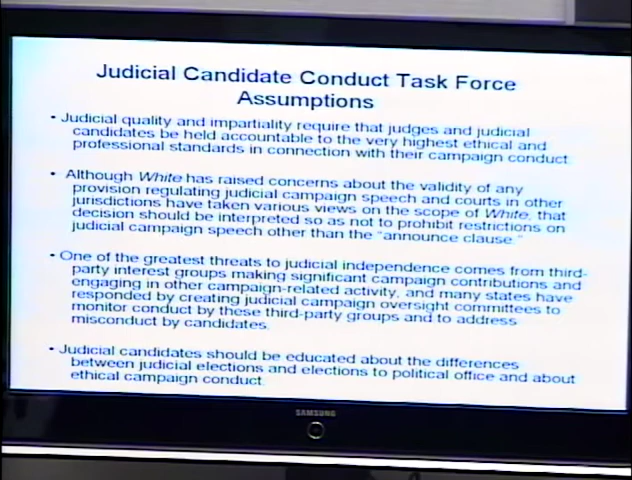 Judicial Candidate Conduct Task Force
Assumptions
• Judicial quality and impartiality require that judges and judicial
candidates be held accountable to the very highest ethical and
professional standards in connection with their campaign conduct.
• Although White has raised concerns about the validity of any
provision regulating judicial campaign speech and courts in other
jurisdictions have taken various views on the scope of White, that
decision should be interpreted so as not to prohibit restrictions on
judicial campaign speech other than the "announce clause."
• One of the greatest threats to judicial independence comes from third-
party interest groups making significant campaign contributions and
engaging in other campaign-related activity, and many states have
responded by creating judicial campaign oversight committees to
monitor conduct by these third-party groups and to address
misconduct by candidates.
• Judicial candidates should be educated about the differences
between judicial elections and elections to political office and about
ethical campaign conduct.
SAMSUNG